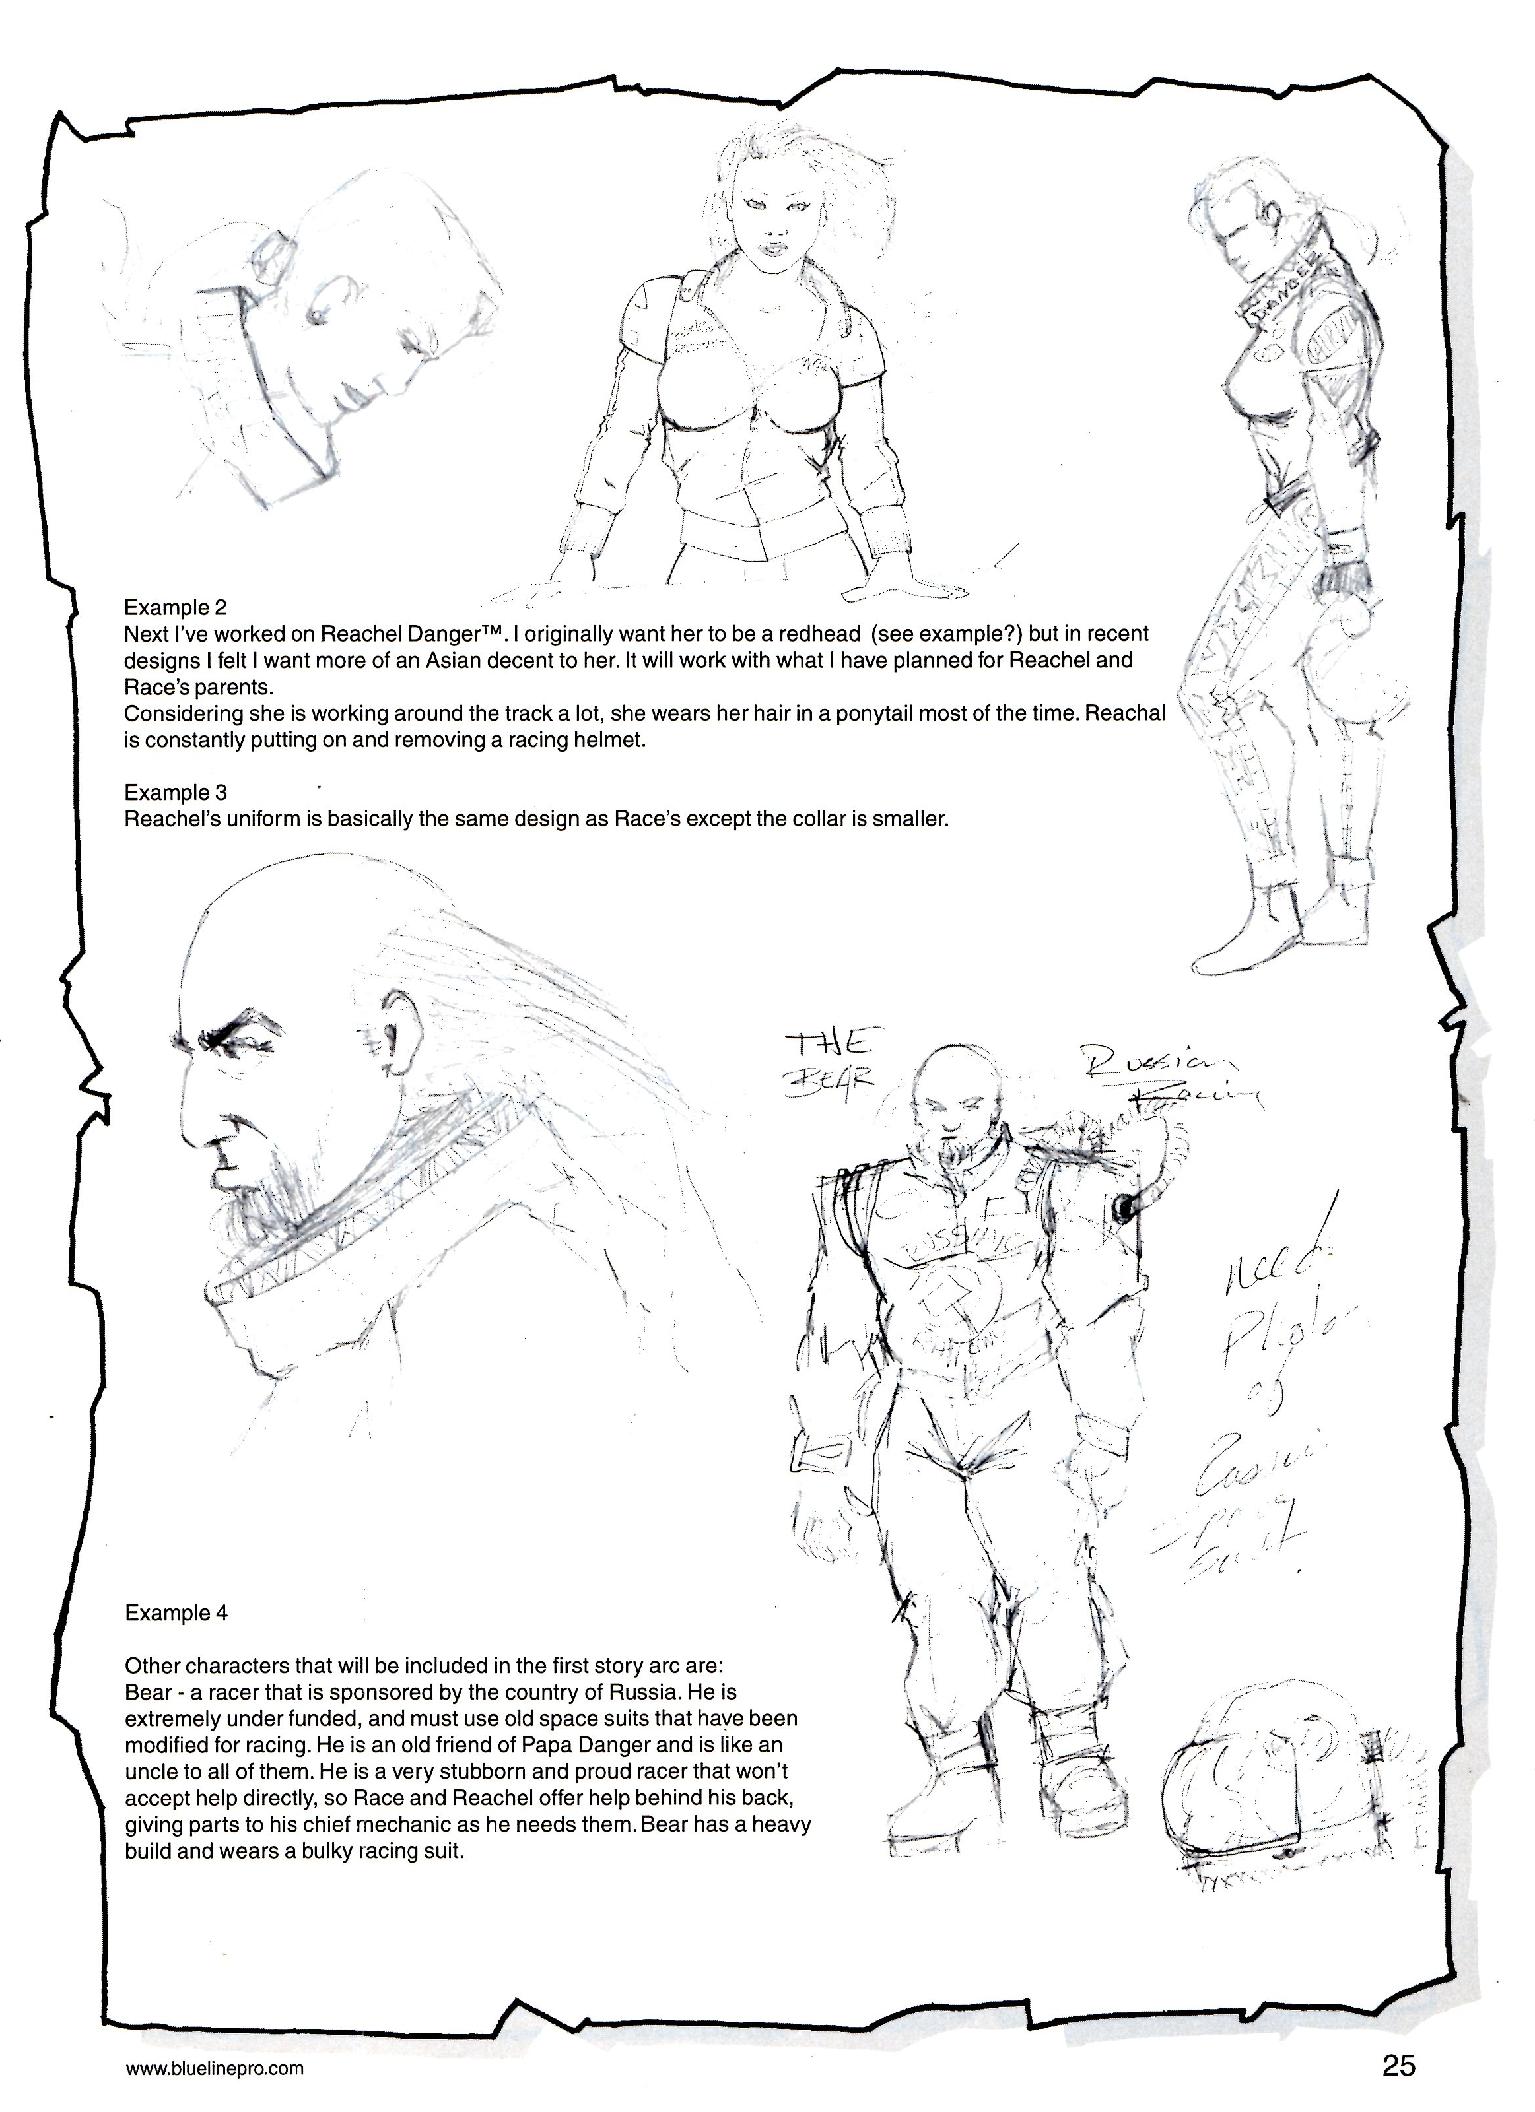 DANGER
Example 2
Next I've worked on Reachel Danger™. I originally want her to be a redhead  (see example?) but in recent
designs I felt I want more of an Asian decent to her. It will work with what I have planned for Reachel and
Race's parents.
Considering she is working around the track a lot, she wears her hair in a ponytail most of the time. Reachal
is constantly putting on and removing a racing helmet.
Example 3
Reachel's uniform is basically the same design as Race's except the collar is smaller.
THE
BEAR
Russian
Racing
need
Photo
of
suit.
Example 4
Other characters that will be included in the first story arc are:
Bear - a racer that is sponsored by the country of Russia. He is
extremely under funded, and must use old space suits that have been
modified for racing. He is an old friend of Papa Danger and is like an
uncle to all of them. He is a very stubborn and proud racer that won't
accept help directly, so Race and Reachel offer help behind his back,
giving parts to his chief mechanic as he needs them. Bear has a heavy
build and wears a bulky racing suit.
www.bluelinepro.com
25